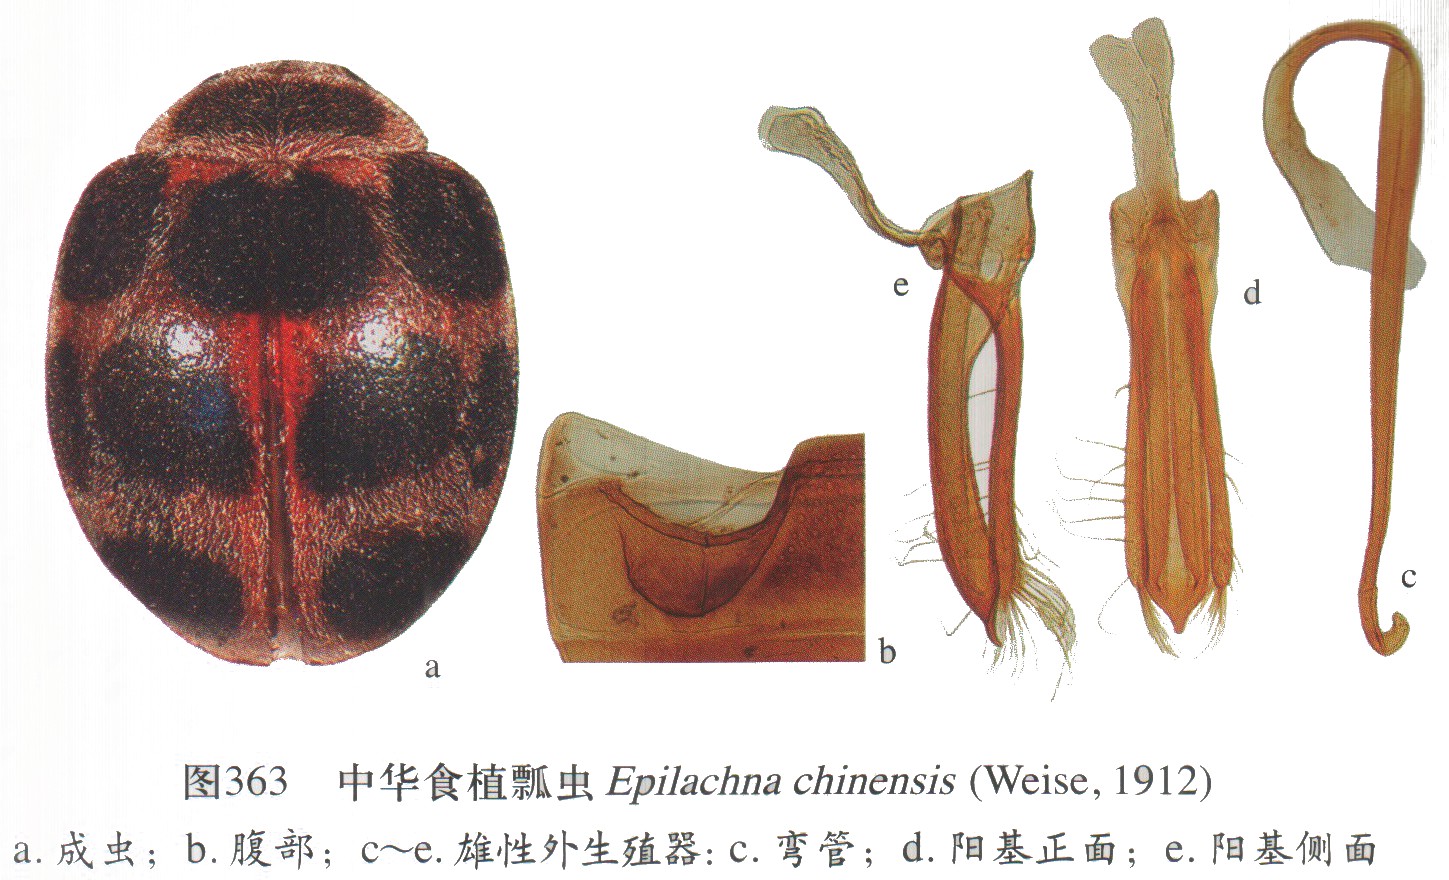 a
b
c
d
e
图363 中华食植瓢虫 Epilachna chinensis (Weise, 1912)
a. 成虫; b. 腹部; c～e. 雄性外生殖器: c. 弯管; d. 阳基正面; e. 阳基侧面